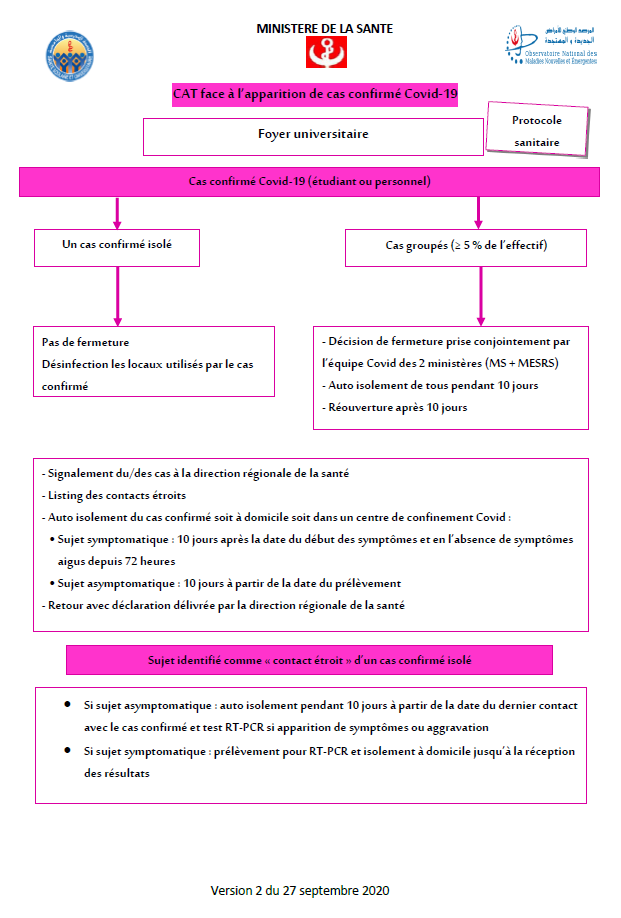 MINISTERE DE LA SANTE
Observatoire National des
Maladies Nouvelles et Émergentes
CAT face à l'apparition de cas confirmé Covid-19
Foyer universitaire
Protocole
sanitaire
Cas confirmé Covid-19 (étudiant ou personnel)
Un cas confirmé isolé
Cas groupés (≥ 5 % de l'effectif)
Pas de fermeture
Désinfection les locaux utilisés par le cas
confirmé
- Décision de fermeture prise conjointement par
l'équipe Covid des 2 ministères (MS + MESRS)
- Auto isolement de tous pendant 10 jours
- Réouverture après 10 jours
- Signalement du/des cas à la direction régionale de la santé
- Listing des contacts étroits
- Auto isolement du cas confirmé soit à domicile soit dans un centre de confinement Covid :
• Sujet symptomatique : 10 jours après la date du début des symptômes et en l'absence de symptômes
aigus depuis 72 heures
• Sujet asymptomatique : 10 jours à partir de la date du prélèvement
- Retour avec déclaration délivrée par la direction régionale de la santé
Sujet identifié comme « contact étroit » d'un cas confirmé isolé
• Si sujet asymptomatique : auto isolement pendant 10 jours à partir de la date du dernier contact
avec le cas confirmé et test RT-PCR si apparition de symptômes ou aggravation
• Si sujet symptomatique : prélèvement pour RT-PCR et isolement à domicile jusqu'à la réception
des résultats
Version 2 du 27 septembre 2020